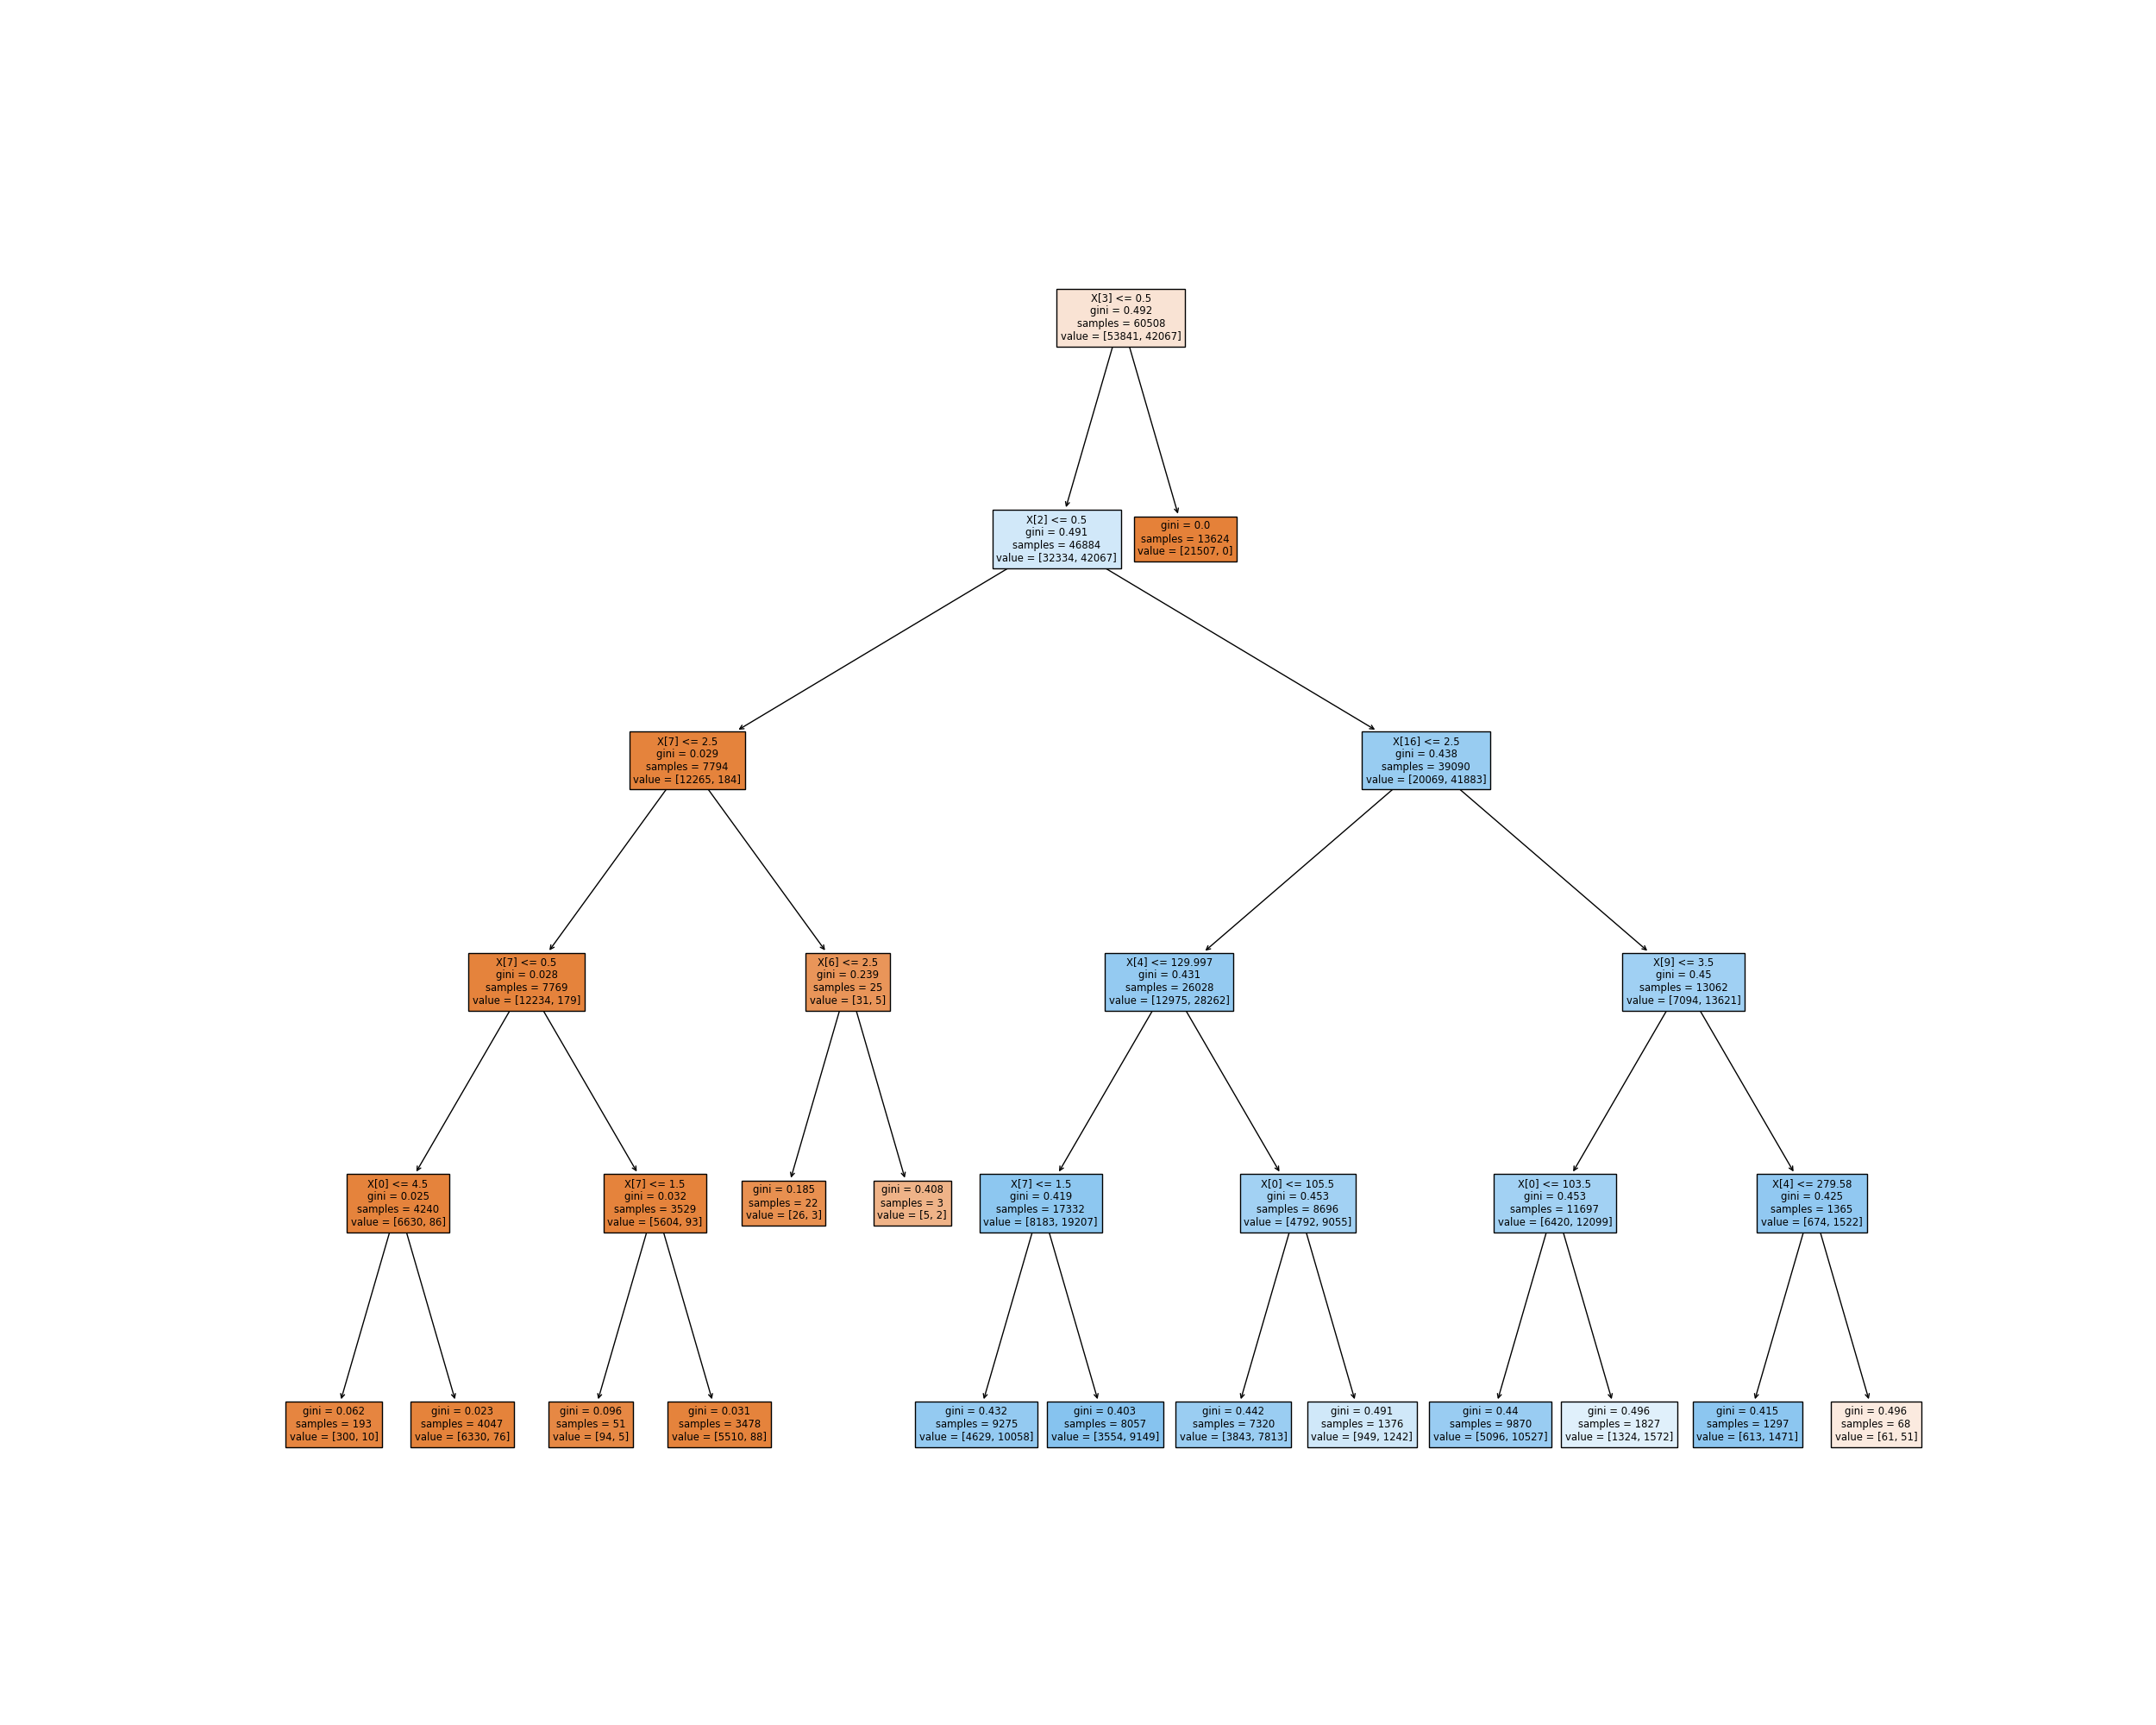 X[3] <= 0.5
gini = 0.492
samples = 60508
value = [53841, 42067]
X[2] <= 0.5
gini = 0.491
samples = 46884
value = [32334, 42067]
gini = 0.0
samples = 13624
value = [21507, 0]
X[7] <= 2.5
gini = 0.029
samples = 7794
value = [12265, 184]
X[16] <= 2.5
gini = 0.438
samples = 39090
value = [20069, 41883]
X[7] <= 0.5
gini = 0.028
samples = 7769
value = [12234, 179]
X[6] <= 2.5
gini = 0.239
samples = 25
value = [31, 5]
X[4] <= 129.997
gini = 0.431
samples = 26028
value = [12975, 28262]
X[9] <= 3.5
gini = 0.45
samples = 13062
value = [7094, 13621]
X[0] <= 4.5
gini = 0.025
samples = 4240
value = [6630, 86]
X[7] <= 1.5
gini = 0.032
samples = 3529
value = [5604, 93]
gini = 0.185
samples = 22
value = [26, 3]
gini = 0.408
samples = 3
value = [5, 2]
X[7] <= 1.5
gini = 0.419
samples = 17332
value = [8183, 19207]
X[0] <= 105.5
gini = 0.453
samples = 8696
value = [4792, 9055]
X[0] <= 103.5
gini = 0.453
samples = 11697
value = [6420, 12099]
X[4] <= 279.58
gini = 0.425
samples = 1365
value = [674, 1522]
gini = 0.062
samples = 193
value = [300, 10]
gini = 0.023
samples = 4047
value = [6330, 76]
gini = 0.096
samples = 51
value = [94, 5]
gini = 0.031
samples = 3478
value = [5510, 88]
gini = 0.432
samples = 9275
value = [4629, 10058]
gini = 0.403
samples = 8057
value = [3554, 9149]
gini = 0.442
samples = 7320
value = [3843, 7813]
gini = 0.491
samples = 1376
value = [949, 1242]
gini = 0.44
samples = 9870
value = [5096, 10527]
gini = 0.496
samples = 1827
value = [1324, 1572]
gini = 0.415
samples = 1297
value = [613, 1471]
gini = 0.496
samples = 68
value = [61, 51]